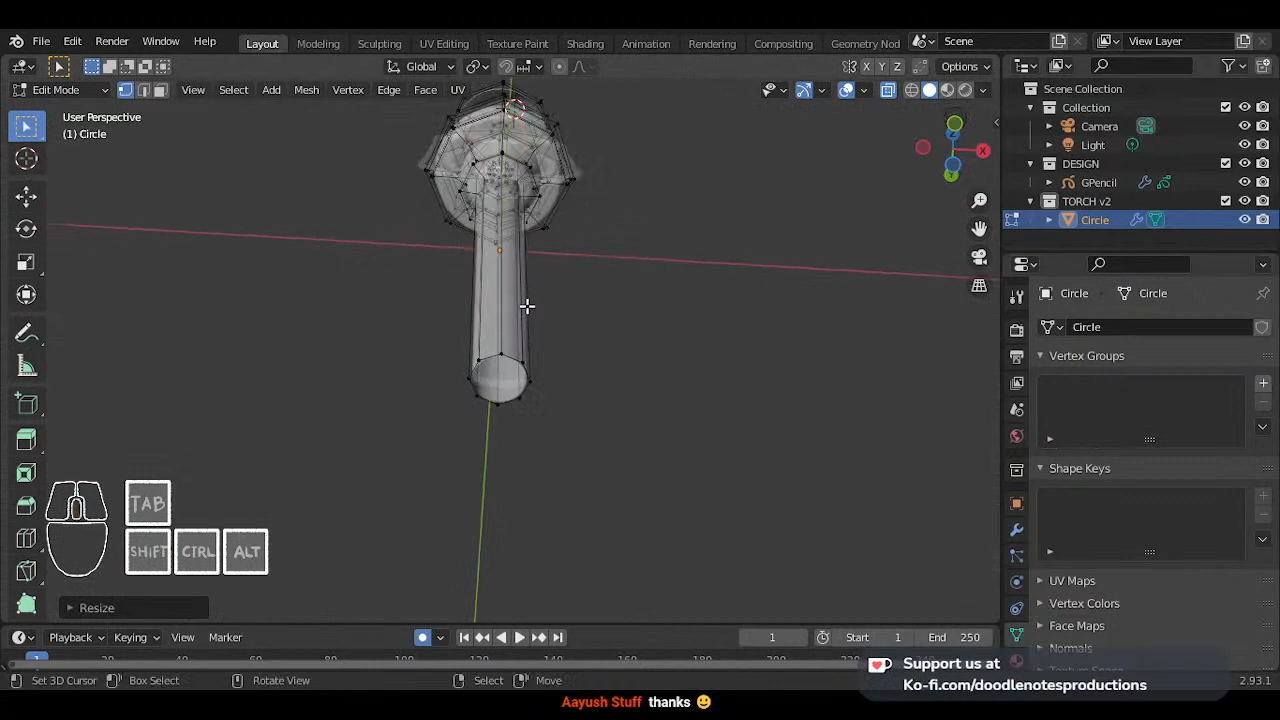 File Edit Render Window Help Layout Modeling Sculpting UV Editing Texture Paint Shading Animation Rendering Compositing Geometry Nod Scene View Layer
Global X Y Z Options
Edit Mode View Select Add Mesh Vertex Edge Face UV
User Perspective
(1) Circle
Z
X
Y
TAB
SHIFT CTRL ALT
Resize
Scene Collection
Collection
Camera
Light
DESIGN
GPencil
TORCH v2
Circle
Circle Circle
Circle
Vertex Groups
Shape Keys
UV Maps
Vertex Colors
Face Maps
Normals
Playback Keying View Marker 1 Start 1 End 250
1
Set 3D Cursor Box Select Rotate View Select Move 2.93.1
Support us at
Ko-fi.com/doodlenotesproductions
Aayush Stuff thanks 🙂